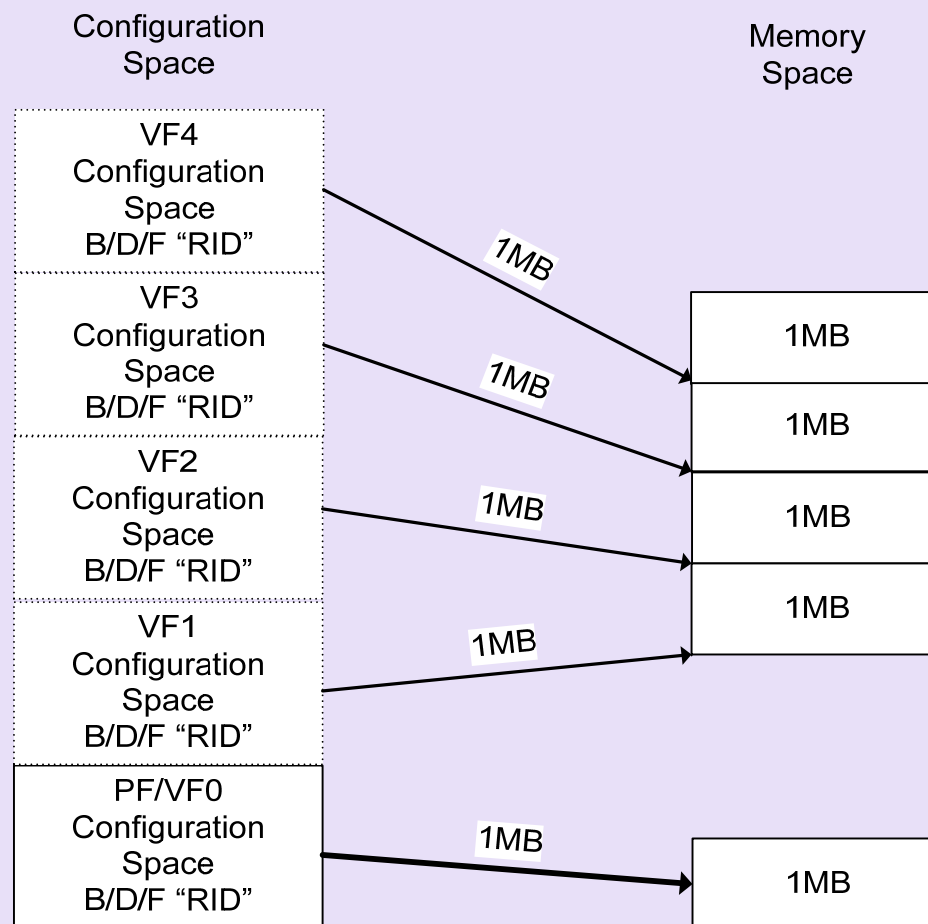 Configuration
Space
Memory
Space
VF4
Configuration
Space
B/D/F “RID”
VF3
Configuration
Space
B/D/F “RID”
VF2
Configuration
Space
B/D/F “RID”
VF1
Configuration
Space
B/D/F “RID”
PF/VF0
Configuration
Space
B/D/F “RID”
1MB
1MB
1MB
1MB
1MB
1MB
1MB
1MB
1MB
1MB